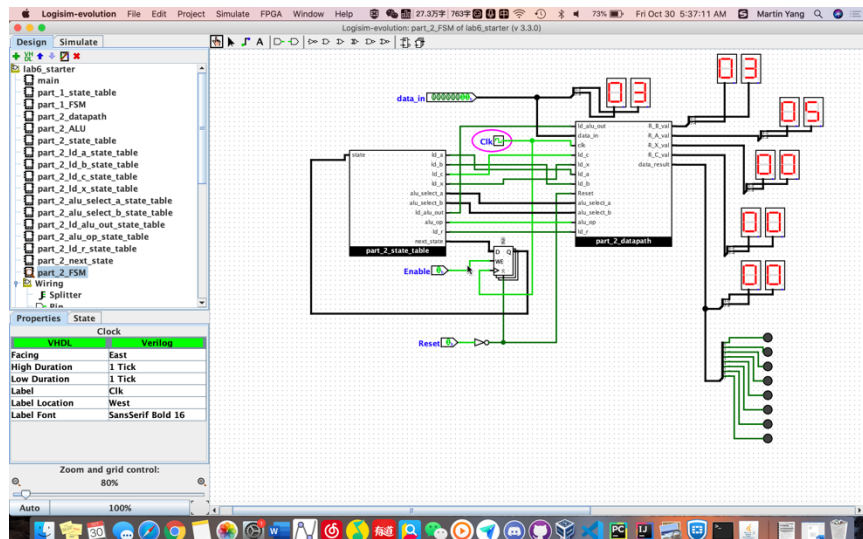 Logisim-evolution File Edit Project Simulate FPGA Window Help 27.3万字 763字 73% Fri Oct 30 5:37:11 AM Martin Yang
Logisim-evolution: part_2_FSM of lab6_starter (v 3.3.0)
Design Simulate
lab6_starter
main
part_1_state_table
part_1_FSM
part_2_datapath
part_2_ALU
part_2_state_table
part_2_ld_a_state_table
part_2_ld_b_state_table
part_2_ld_c_state_table
part_2_ld_x_state_table
part_2_alu_select_a_state_table
part_2_alu_select_b_state_table
part_2_ld_alu_out_state_table
part_2_alu_op_state_table
part_2_ld_r_state_table
part_2_next_state
part_2_FSM
Wiring
Splitter
Pin
Properties State
Clock
VHDL Verilog
Facing East
High Duration 1 Tick
Low Duration 1 Tick
Label Clk
Label Location West
Label Font SansSerif Bold 16
Zoom and grid control:
80%
Auto 100%
data_in
03
03
05
00
00
00
Clk
state
ld_a
ld_b
ld_c
ld_x
alu_select_a
alu_select_b
ld_alu_out
alu_op
ld_r
next_state
part_2_state_table
ld_alu_out
data_in
clk
ld_c
ld_x
ld_a
ld_b
Reset
alu_select_a
alu_select_b
alu_op
ld_r
R_B_val
R_A_val
R_X_val
R_C_val
data_result
part_2_datapath
D Q
WE
Enable
Reset